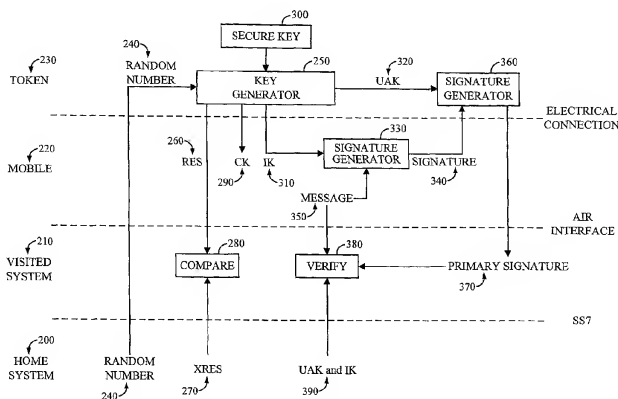 300
SECURE KEY
230
TOKEN
240
RANDOM
NUMBER
250
KEY
GENERATOR
320
UAK
360
SIGNATURE
GENERATOR
ELECTRICAL
CONNECTION
220
MOBILE
260
RES
CK
290
IK
310
330
SIGNATURE
GENERATOR
SIGNATURE
340
MESSAGE
350
AIR
INTERFACE
210
VISITED
SYSTEM
280
COMPARE
380
VERIFY
PRIMARY SIGNATURE
370
SS7
200
HOME
SYSTEM
RANDOM
NUMBER
240
XRES
270
UAK and IK
390